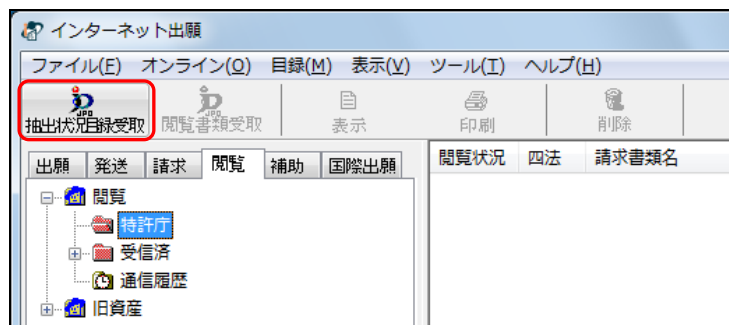 インターネット出願
ファイル(F) オンライン(O) 目録(M) 表示(V) ツール(T) ヘルプ(H)
抽出状況目録受取 閲覧書類受取 表示 印刷 削除
出願 発送 請求 閲覧 補助 国際出願
閲覧状況 四法 請求書類名
閲覧
特許庁
受信済
通信履歴
旧資産